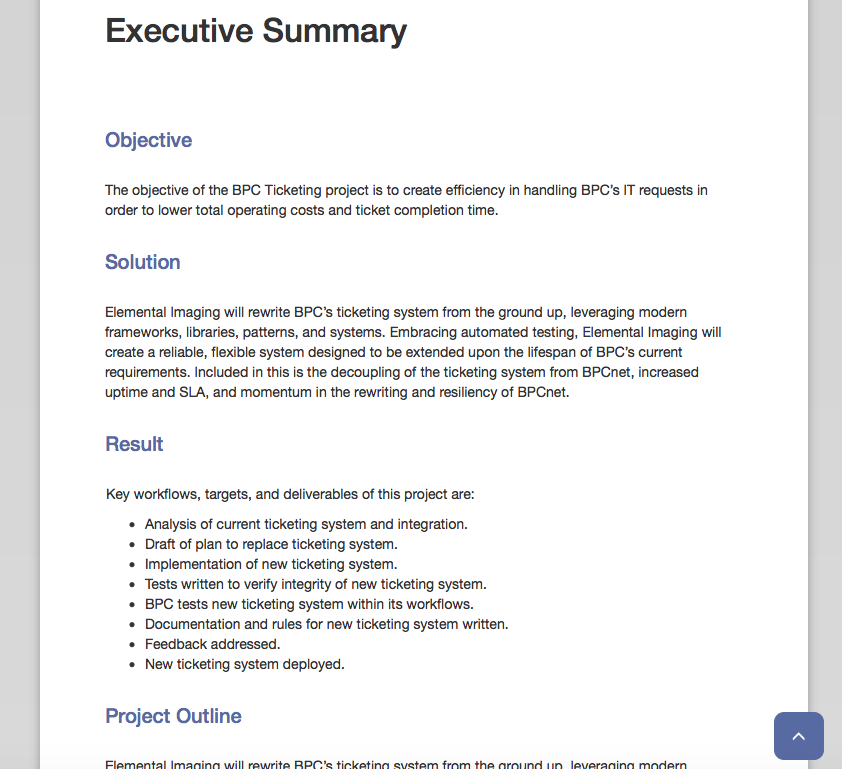 Executive Summary
Objective
The objective of the BPC Ticketing project is to create efficiency in handling BPC’s IT requests in
order to lower total operating costs and ticket completion time.
Solution
Elemental Imaging will rewrite BPC’s ticketing system from the ground up, leveraging modern
frameworks, libraries, patterns, and systems. Embracing automated testing, Elemental Imaging will
create a reliable, flexible system designed to be extended upon the lifespan of BPC’s current
requirements. Included in this is the decoupling of the ticketing system from BPCnet, increased
uptime and SLA, and momentum in the rewriting and resiliency of BPCnet.
Result
Key workflows, targets, and deliverables of this project are:
• Analysis of current ticketing system and integration.
• Draft of plan to replace ticketing system.
• Implementation of new ticketing system.
• Tests written to verify integrity of new ticketing system.
• BPC tests new ticketing system within its workflows.
• Documentation and rules for new ticketing system written.
• Feedback addressed.
• New ticketing system deployed.
Project Outline
Elemental Imaging will rewrite BPC’s ticketing system from the ground up, leveraging modern